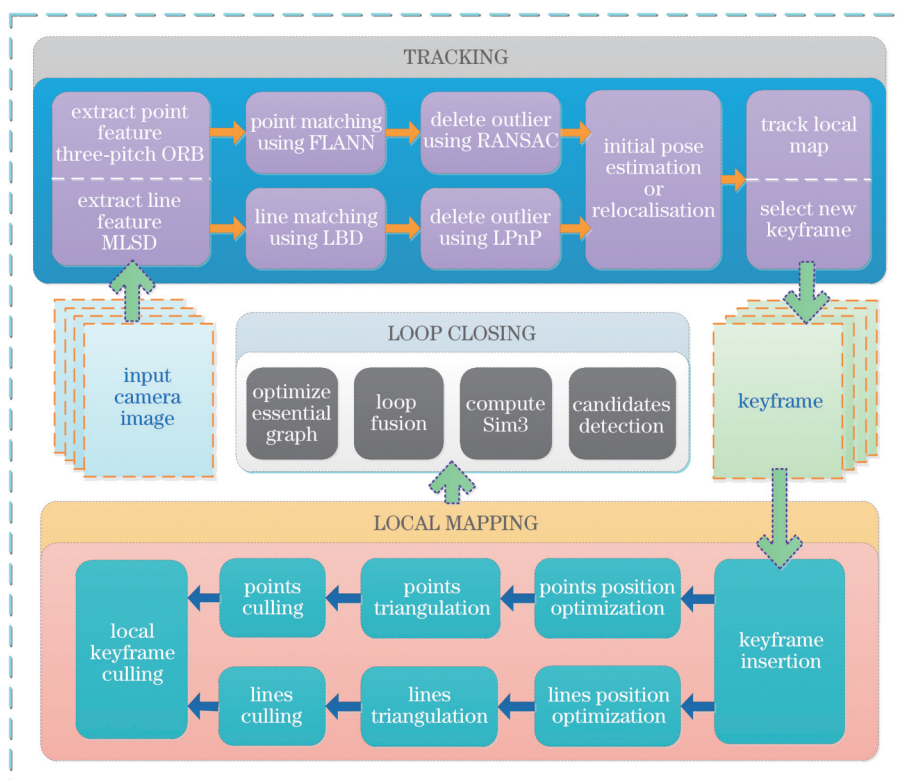 TRACKING
extract point
feature
three-pitch ORB
extract line
feature
MLSD
point matching
using FLANN
line matching
using LBD
delete outlier
using RANSAC
delete outlier
using LPnP
initial pose
estimation
or
relocalisation
track local
map
select new
keyframe
input
camera
image
LOOP CLOSING
optimize
essential
graph
loop
fusion
compute
Sim3
candidates
detection
keyframe
LOCAL MAPPING
local
keyframe
culling
points
culling
points
triangulation
points position
optimization
lines
culling
lines
triangulation
lines position
optimization
keyframe
insertion